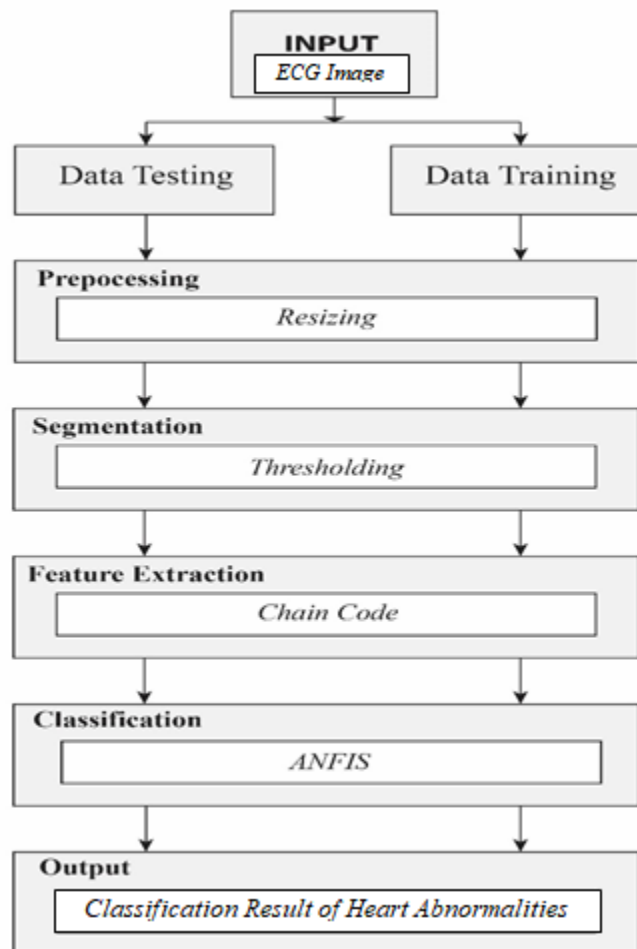 INPUT
ECG Image
Data Testing
Data Training
Prepocessing
Resizing
Segmentation
Thresholding
Feature Extraction
Chain Code
Classification
ANFIS
Output
Classification Result of Heart Abnormalities